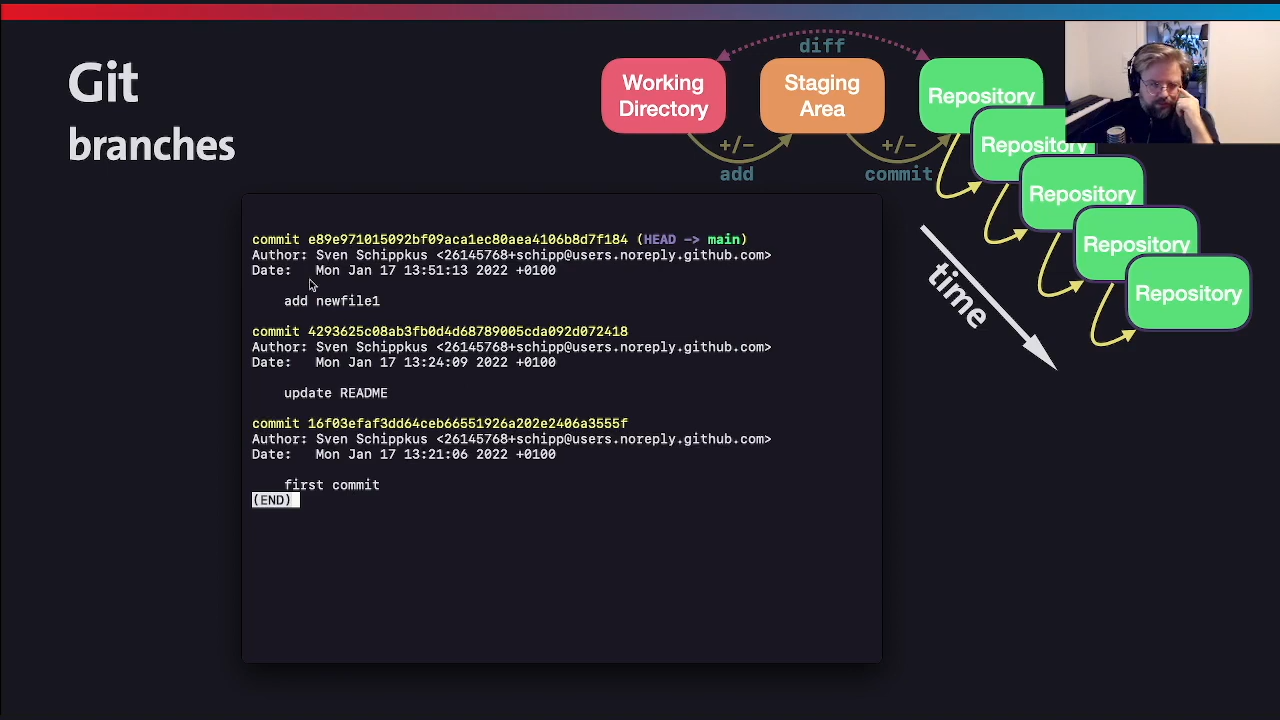 Git
branches
diff
Working
Directory
Staging
Area
Repository
+/-
add
+/-
commit
Repository
Repository
Repository
Repository
time
commit e89e971015092bf09aca1ec80aea4106b8d7f184 (HEAD -> main)
Author: Sven Schippkus <26145768+schipp@users.noreply.github.com>
Date:   Mon Jan 17 13:51:13 2022 +0100
add newfile1
commit 4293625c08ab3fb0d4d68789005cda092d072418
Author: Sven Schippkus <26145768+schipp@users.noreply.github.com>
Date:   Mon Jan 17 13:24:09 2022 +0100
update README
commit 16f03efaf3dd64ceb66551926a202e2406a3555f
Author: Sven Schippkus <26145768+schipp@users.noreply.github.com>
Date:   Mon Jan 17 13:21:06 2022 +0100
first commit
(END)